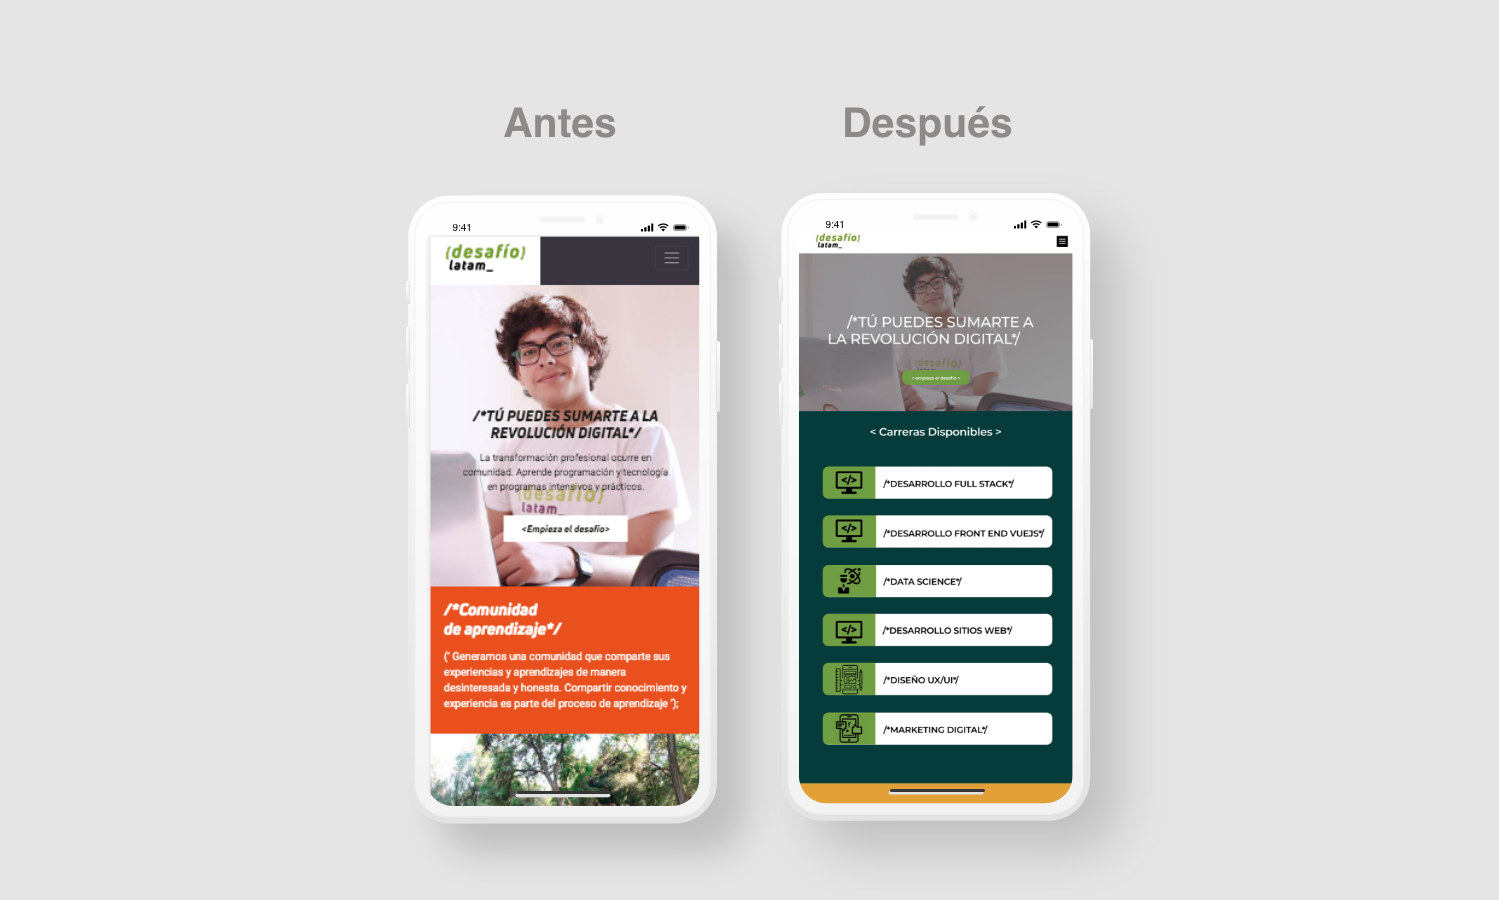 Antes
Después
9:41
{desafío}
latam_
/*TÚ PUEDES SUMARTE A LA
REVOLUCIÓN DIGITAL*/
La transformación profesional ocurre en
comunidad. Aprende programación y tecnología
en programas intensivos y prácticos.
{desafío}
latam_
<Empieza el desafío>
/*Comunidad
de aprendizaje*/
(' Generamos una comunidad que comparte sus
experiencias y aprendizajes de manera
desinteresada y honesta. Compartir conocimiento y
experiencia es parte del proceso de aprendizaje ');
9:41
{desafío}
latam_
/*TÚ PUEDES SUMARTE A
LA REVOLUCIÓN DIGITAL*/
{desafío}
< empieza el desafío >
< Carreras Disponibles >
/*DESARROLLO FULL STACK*/
/*DESARROLLO FRONT END VUEJS*/
/*DATA SCIENCE*/
/*DESARROLLO SITIOS WEB*/
/*DISEÑO UX/UI*/
/*MARKETING DIGITAL*/